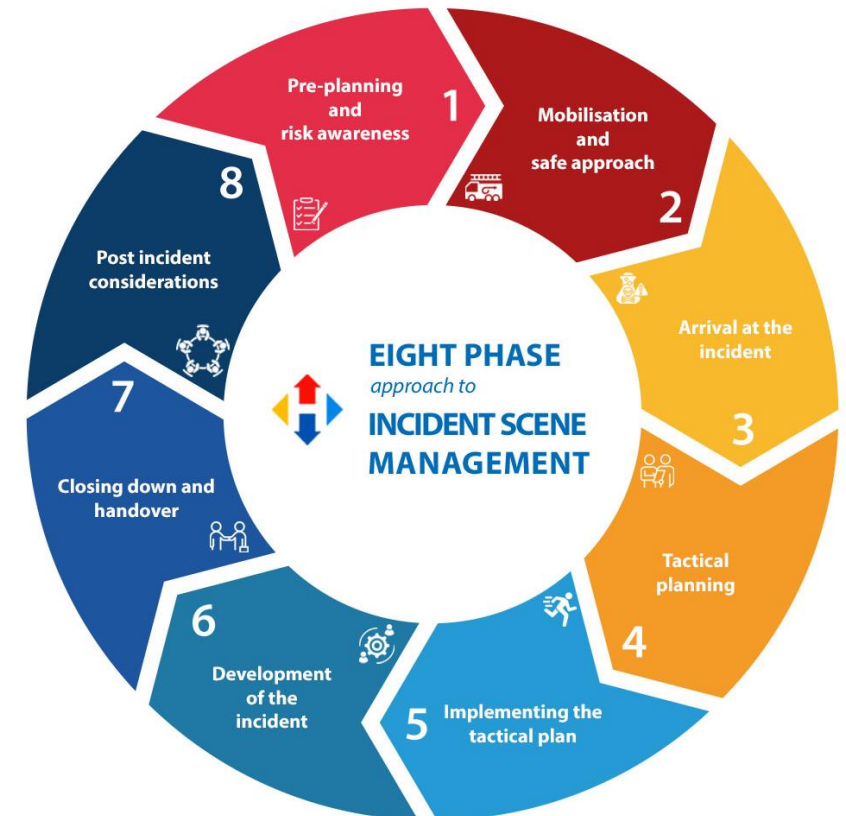 EIGHT PHASE
approach to
INCIDENT SCENE
MANAGEMENT
1
Pre-planning
and
risk awareness
2
Mobilisation
and
safe approach
3
Arrival at the
incident
4
Tactical
planning
5
Implementing the
tactical plan
6
Development
of the
incident
7
Closing down and
handover
8
Post incident
considerations